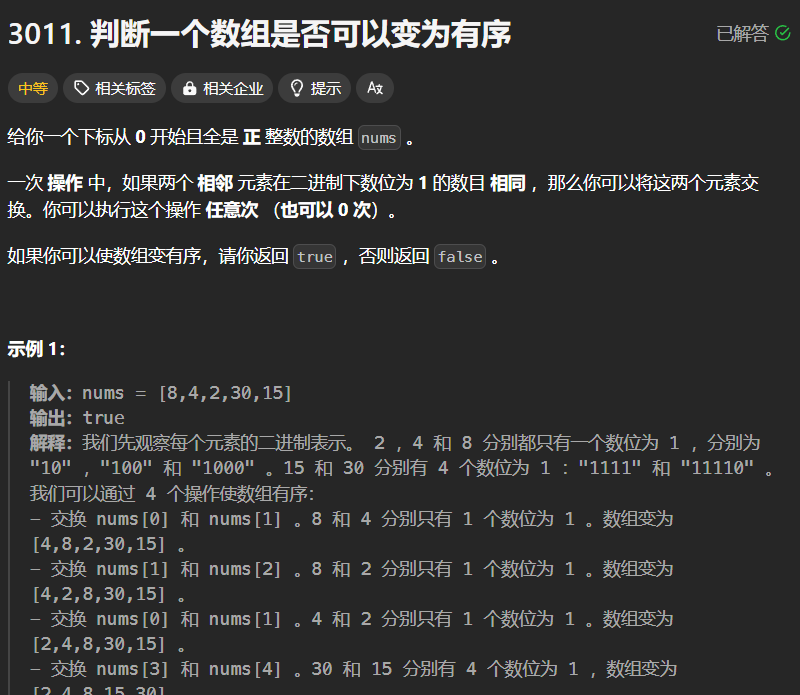 3011. 判断一个数组是否可以变为有序
已解答
中等 相关标签 相关企业 提示 Ax
给你一个下标从 0 开始且全是 正 整数的数组 nums 。
一次 操作 中，如果两个 相邻 元素在二进制下数位为 1 的数目 相同 ，那么你可以将这两个元素交
换。你可以执行这个操作 任意次 （也可以 0 次）。
如果你可以使数组变有序，请你返回 true ，否则返回 false 。
示例 1：
输入：nums = [8,4,2,30,15]
输出：true
解释：我们先观察每个元素的二进制表示。 2 ，4 和 8 分别都只有一个数位为 1 ，分别为
"10" ，"100" 和 "1000" 。15 和 30 分别有 4 个数位为 1 ："1111" 和 "11110" 。
我们可以通过 4 个操作使数组有序：
- 交换 nums[0] 和 nums[1] 。8 和 4 分别只有 1 个数位为 1 。数组变为
[4,8,2,30,15] 。
- 交换 nums[1] 和 nums[2] 。8 和 2 分别只有 1 个数位为 1 。数组变为
[4,2,8,30,15] 。
- 交换 nums[0] 和 nums[1] 。4 和 2 分别只有 1 个数位为 1 。数组变为
[2,4,8,30,15] 。
- 交换 nums[3] 和 nums[4] 。30 和 15 分别有 4 个数位为 1 ，数组变为
[2,4,8,15,30]